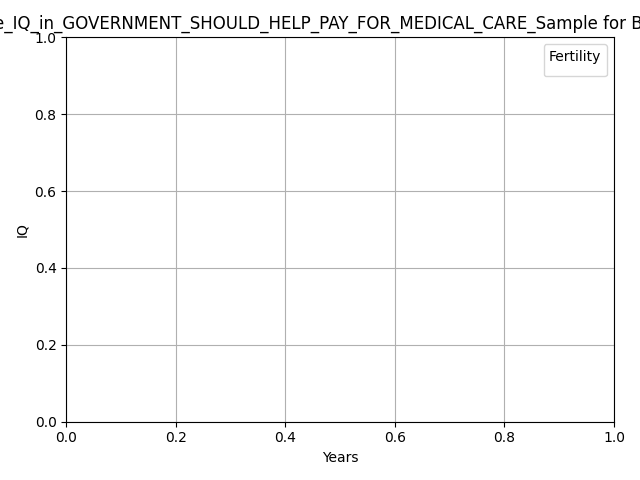 e_IQ_in_GOVERNMENT_SHOULD_HELP_PAY_FOR_MEDICAL_CARE_Sample for B
Fertility
1.0
0.8
0.6
0.4
0.2
0.0
IQ
0.0 0.2 0.4 0.6 0.8 1.0
Years